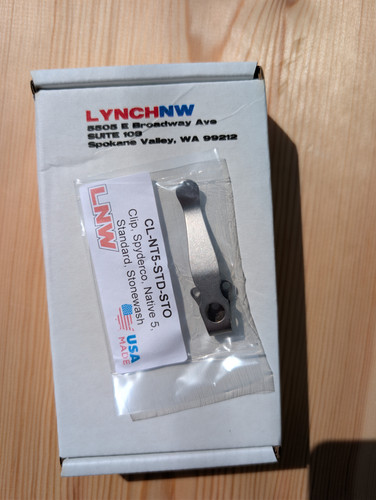 LYNCHNW
5505 E Broadway Ave
SUITE 109
Spokane Valley, WA 99212
LNW
CL-NT5-STD-STO
Clip, Spyderco, Native 5,
Standard, Stonewash
USA
MADE